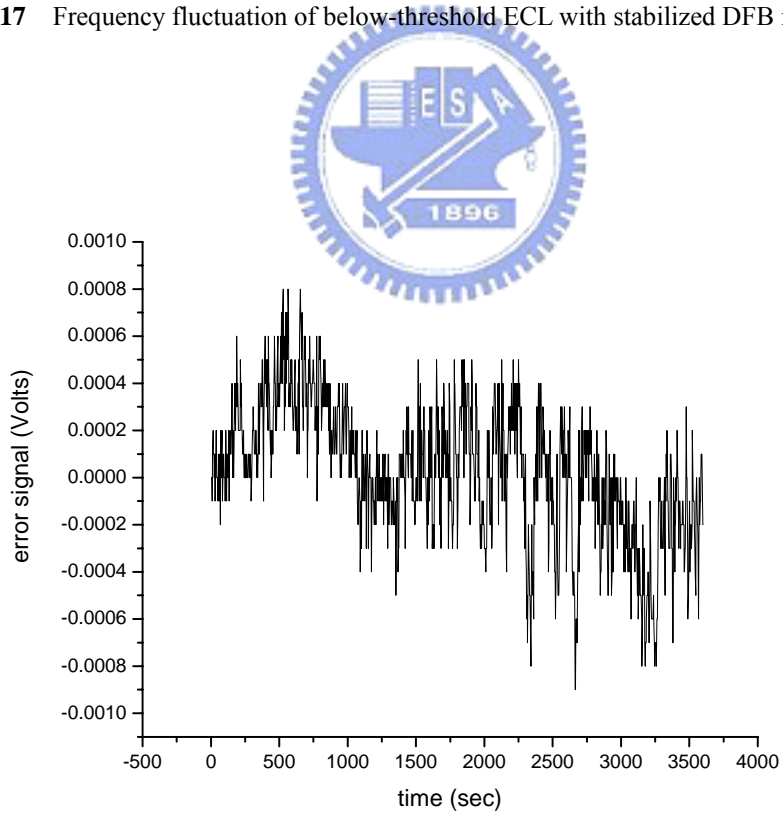 17 Frequency fluctuation of below-threshold ECL with stabilized DFB
E S A
1896
0.0010
0.0008
0.0006
0.0004
0.0002
0.0000
-0.0002
-0.0004
-0.0006
-0.0008
-0.0010
error signal (Volts)
-500 0 500 1000 1500 2000 2500 3000 3500 4000
time (sec)